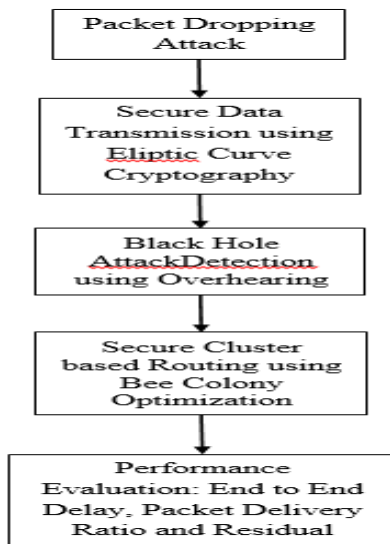 Packet Dropping
Attack
Secure Data
Transmission using
Eliptic Curve
Cryptography
Black Hole
AttackDetection
using Overhearing
Secure Cluster
based Routing using
Bee Colony
Optimization
Performance
Evaluation: End to End
Delay, Packet Delivery
Ratio and Residual